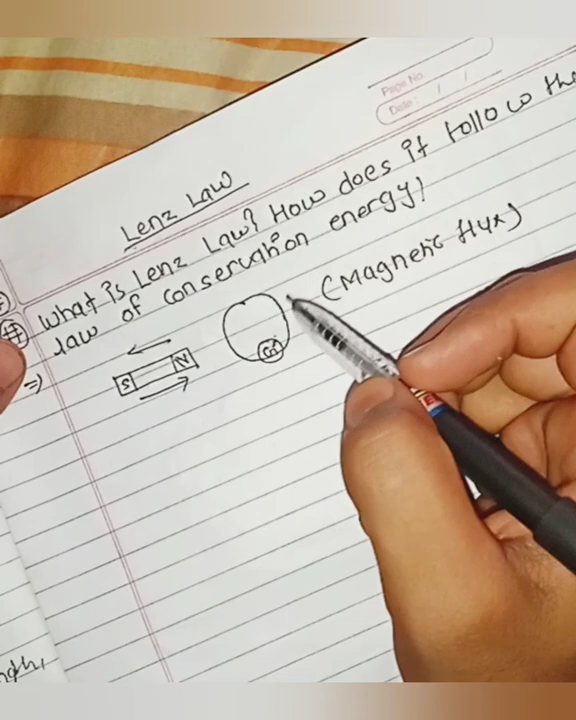 Page No.
Date: / /
Lenz Law
What is Lenz Law? How does it follow the
law of conservation energy?
(Magnetic flux)
=> S N G